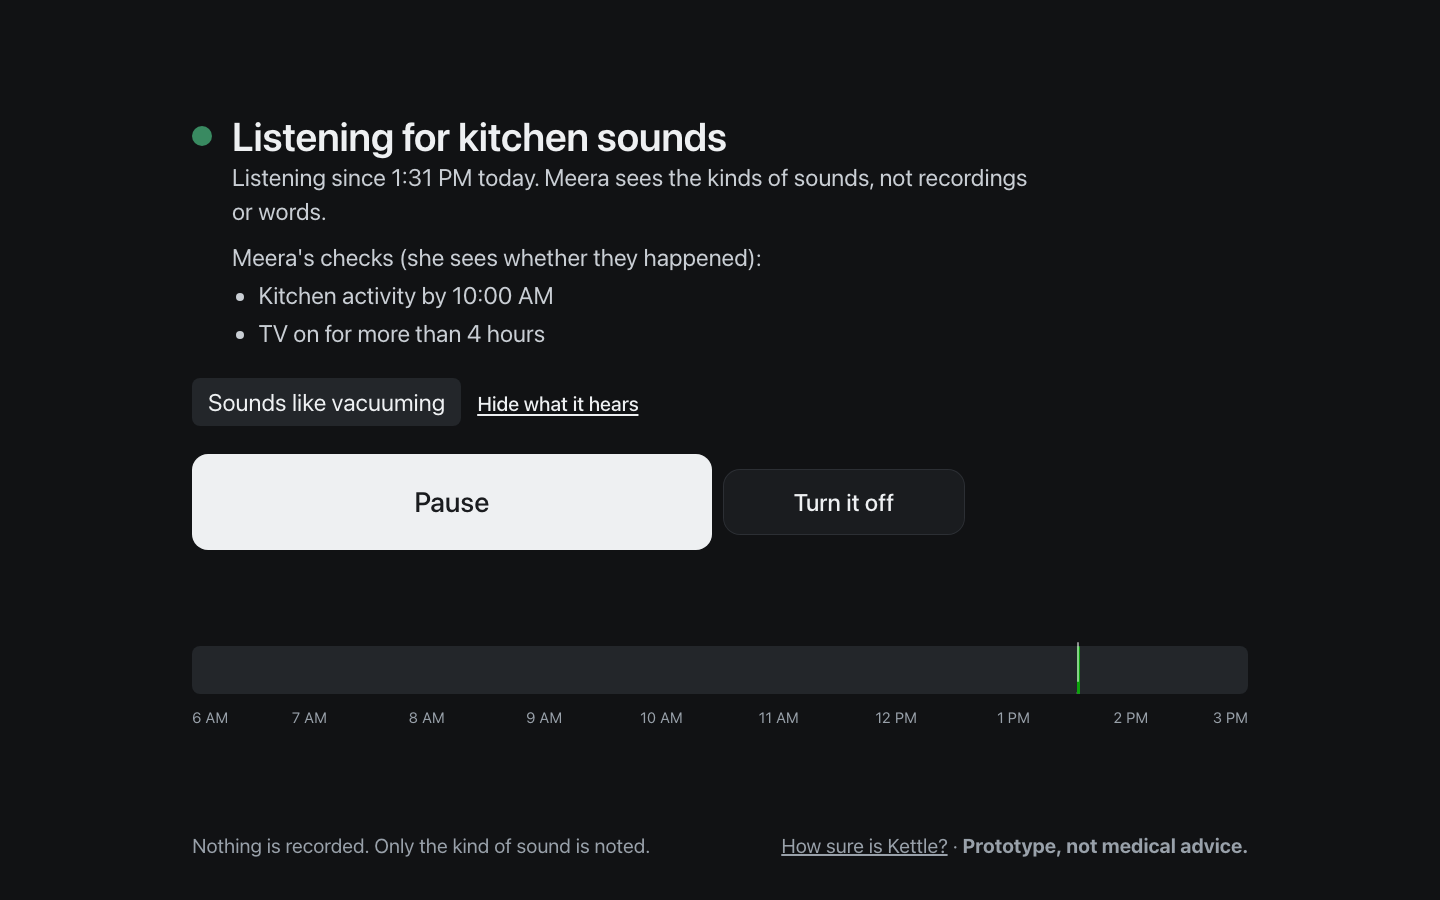 Listening for kitchen sounds
Listening since 1:31 PM today. Meera sees the kinds of sounds, not recordings
or words.
Meera's checks (she sees whether they happened):
• Kitchen activity by 10:00 AM
• TV on for more than 4 hours
Sounds like vacuuming Hide what it hears
Pause Turn it off
6 AM 7 AM 8 AM 9 AM 10 AM 11 AM 12 PM 1 PM 2 PM 3 PM
Nothing is recorded. Only the kind of sound is noted. How sure is Kettle? · Prototype, not medical advice.